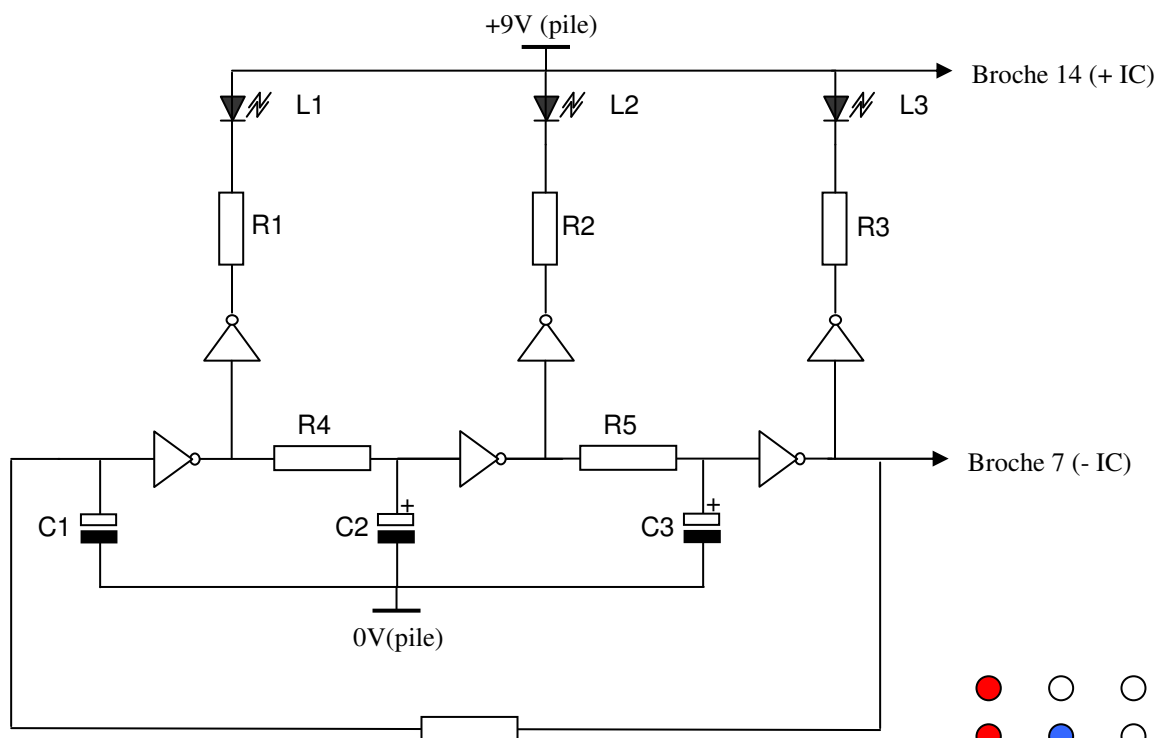 +9V (pile)
Broche 14 (+ IC)
L1
L2
L3
R1
R2
R3
R4
R5
Broche 7 (- IC)
C1
+
C2
+
C3
0V(pile)